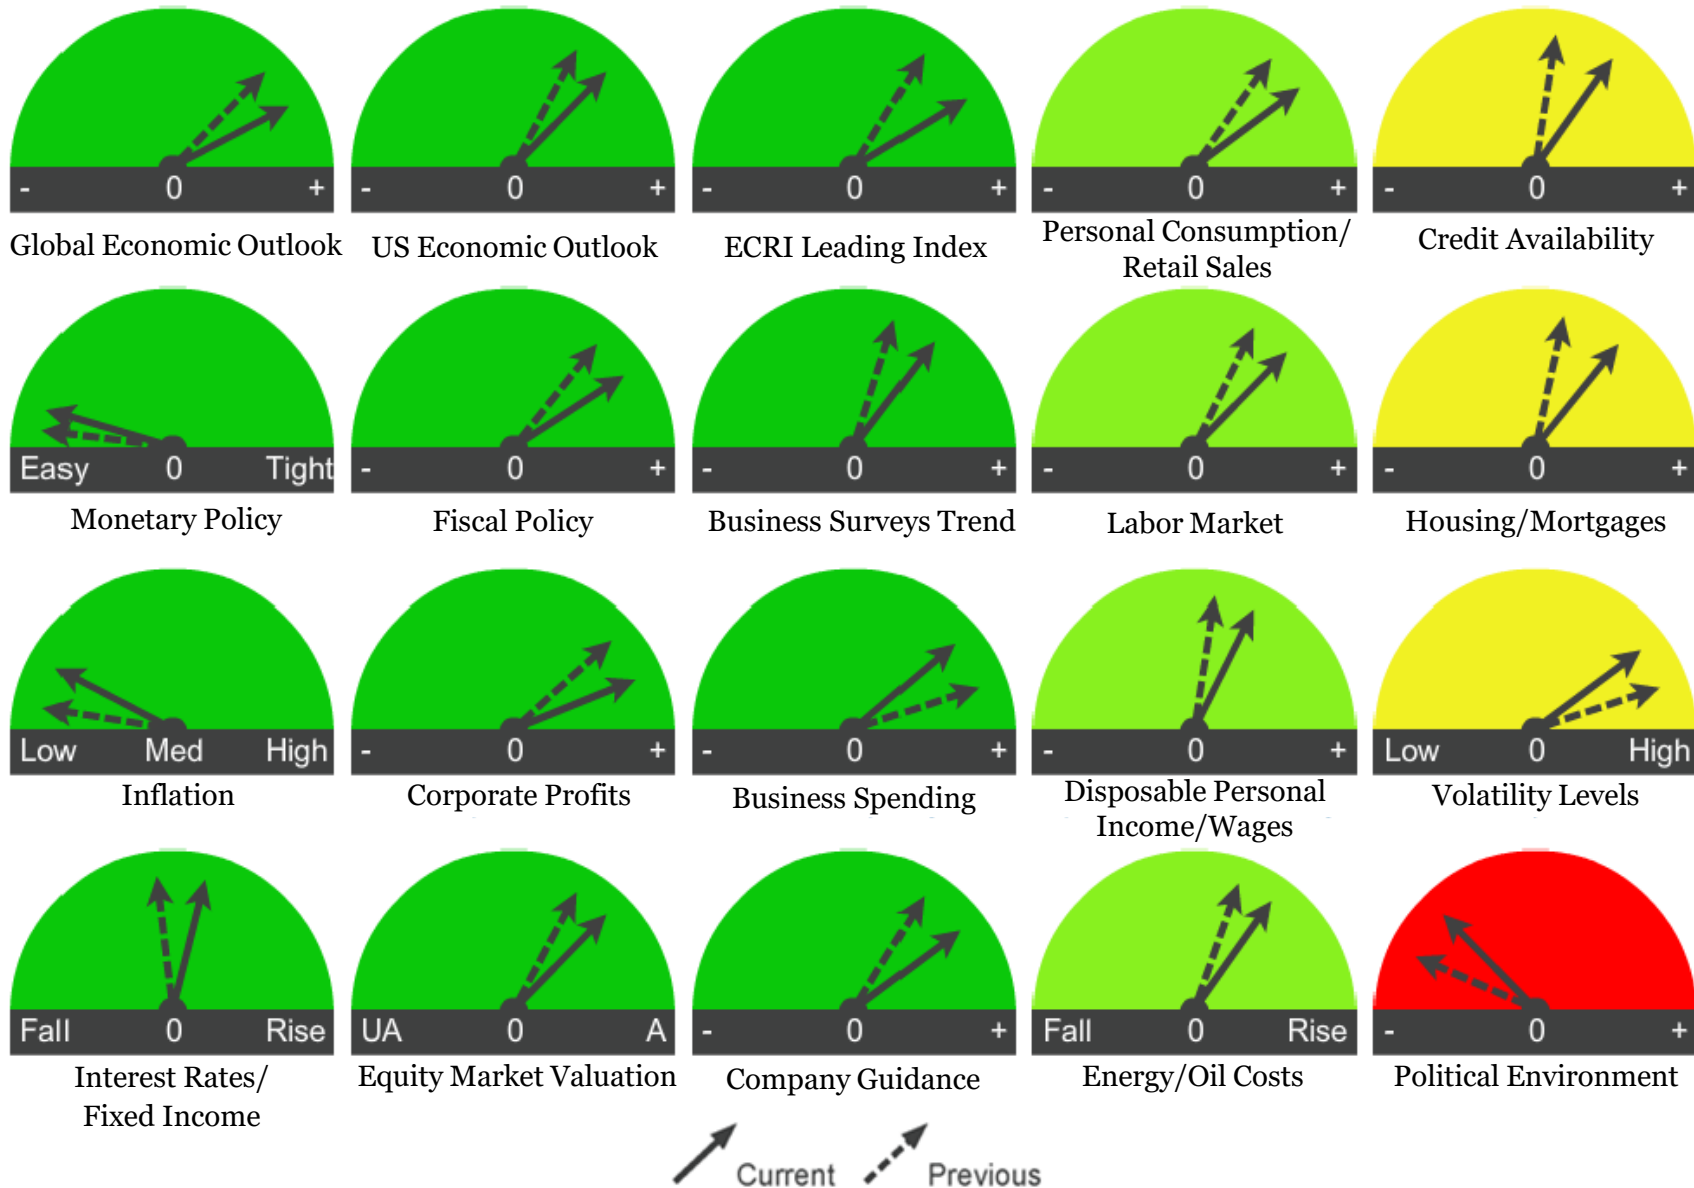 - 0 +
- 0 +
- 0 +
- 0 +
- 0 +
Global Economic Outlook
US Economic Outlook
ECRI Leading Index
Personal Consumption/
Retail Sales
Credit Availability
Easy 0 Tight
- 0 +
- 0 +
- 0 +
- 0 +
Monetary Policy
Fiscal Policy
Business Surveys Trend
Labor Market
Housing/Mortgages
Low Med High
- 0 +
- 0 +
- 0 +
Low 0 High
Inflation
Corporate Profits
Business Spending
Disposable Personal
Income/Wages
Volatility Levels
Fall 0 Rise
UA 0 A
- 0 +
Fall 0 Rise
- 0 +
Interest Rates/
Fixed Income
Equity Market Valuation
Company Guidance
Energy/Oil Costs
Political Environment
Current
Previous